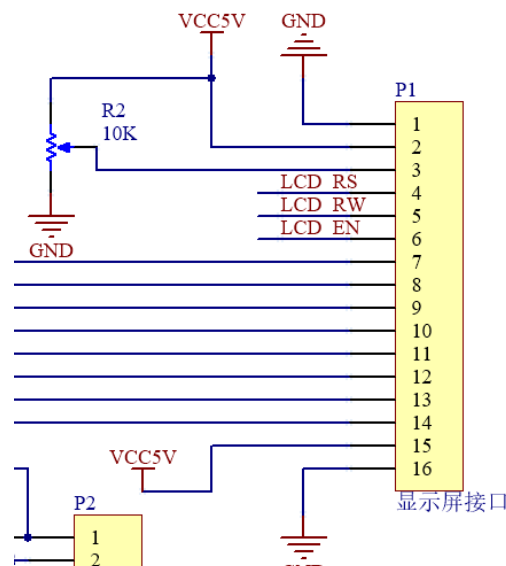 VCC5V
GND
P1
R2
10K
1
2
3
LCD RS
4
LCD RW
5
LCD EN
6
GND
7
8
9
10
11
12
13
14
15
VCC5V
16
显示屏接口
P2
1
2